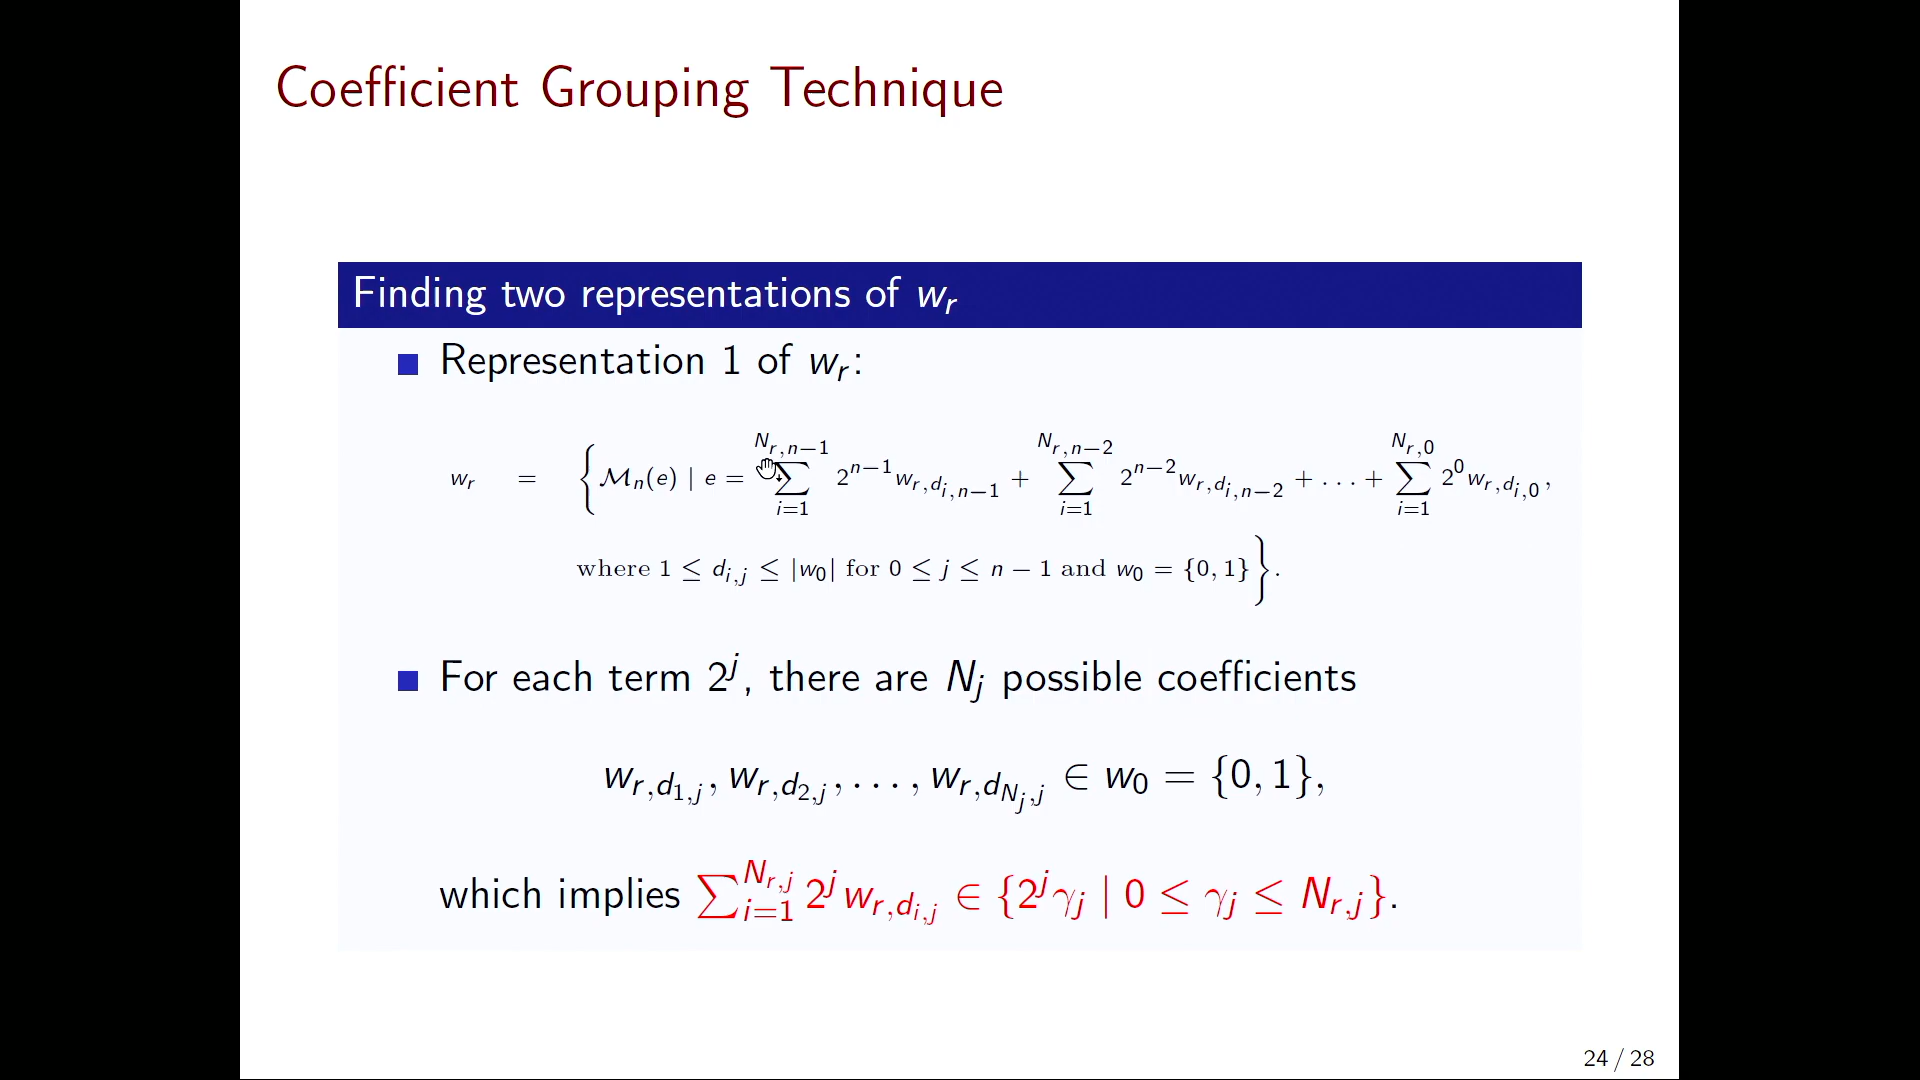 Coefficient Grouping Technique
Finding two representations of w_r
Representation 1 of w_r:
w_r = { ℳ_n(e) | e = ∑_{i=1}^{N_{r,n−1}} 2^{n−1} w_{r,d_{i,n−1}} + ∑_{i=1}^{N_{r,n−2}} 2^{n−2} w_{r,d_{i,n−2}} + . . . + ∑_{i=1}^{N_{r,0}} 2^0 w_{r,d_{i,0}},
where 1 ≤ d_{i,j} ≤ |w_0| for 0 ≤ j ≤ n − 1 and w_0 = {0, 1} }.
For each term 2^j, there are N_j possible coefficients
w_{r,d_{1,j}}, w_{r,d_{2,j}}, . . . , w_{r,d_{N_j,j}} ∈ w_0 = {0, 1},
which implies ∑_{i=1}^{N_{r,j}} 2^j w_{r,d_{i,j}} ∈ {2^j γ_j | 0 ≤ γ_j ≤ N_{r,j}}.
24 / 28